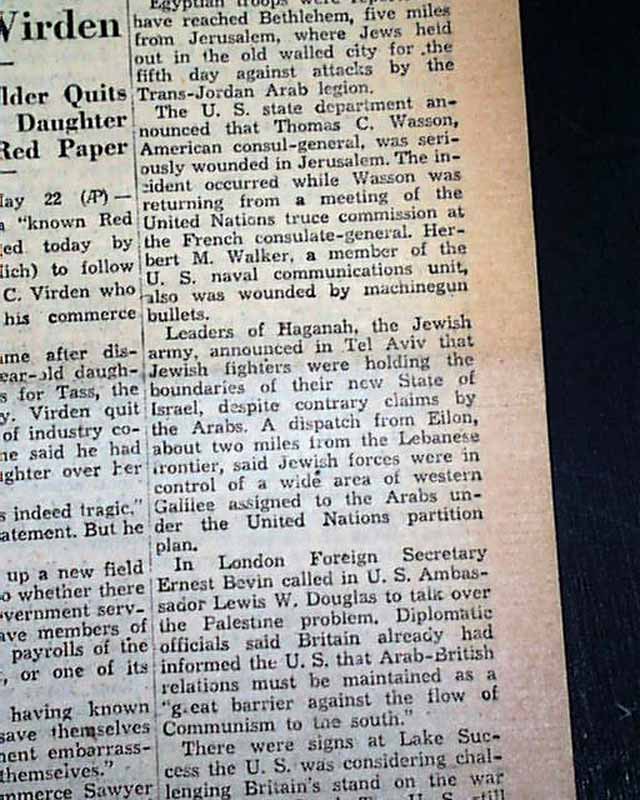 Virden
lder Quits
Daughter
Red Paper
May 22 (AP) —
a "known Red
ed today by
Mich) to follow
C. Virden who
his commerce
ame after dis-
ear-old daugh-
s for Tass, the
y. Virden quit
of industry co-
he said he had
ughter over her
s indeed tragic,"
atement. But he
up a new field
o whether there
vernment serv-
ave members of
payrolls of the
, or one of its
having known
save themselves
ment embarrass-
themselves."
mmerce Sawyer
Egyptian troops were
have reached Bethlehem, five miles
from Jerusalem, where Jews held
out in the old walled city for the
fifth day against attacks by the
Trans-Jordan Arab legion.
The U. S. state department an-
nounced that Thomas C. Wasson,
American consul-general, was seri-
ously wounded in Jerusalem. The in-
cident occurred while Wasson was
returning from a meeting of the
United Nations truce commission at
the French consulate-general. Her-
bert M. Walker, a member of the
U. S. naval communications unit,
also was wounded by machinegun
bullets.
Leaders of Haganah, the Jewish
army, announced in Tel Aviv that
Jewish fighters were holding the
boundaries of their new State of
Israel, despite contrary claims by
the Arabs. A dispatch from Eilon,
about two miles from the Lebanese
frontier, said Jewish forces were in
control of a wide area of western
Galilee assigned to the Arabs un-
der the United Nations partition
plan.
In London Foreign Secretary
Ernest Bevin called in U. S. Ambas-
sador Lewis W. Douglas to talk over
the Palestine problem. Diplomatic
officials said Britain already had
informed the U. S. that Arab-British
relations must be maintained as a
"great barrier against the flow of
Communism to the south."
There were signs at Lake Suc-
cess the U. S. was considering chal-
lenging Britain's stand on the war
The U. S. still